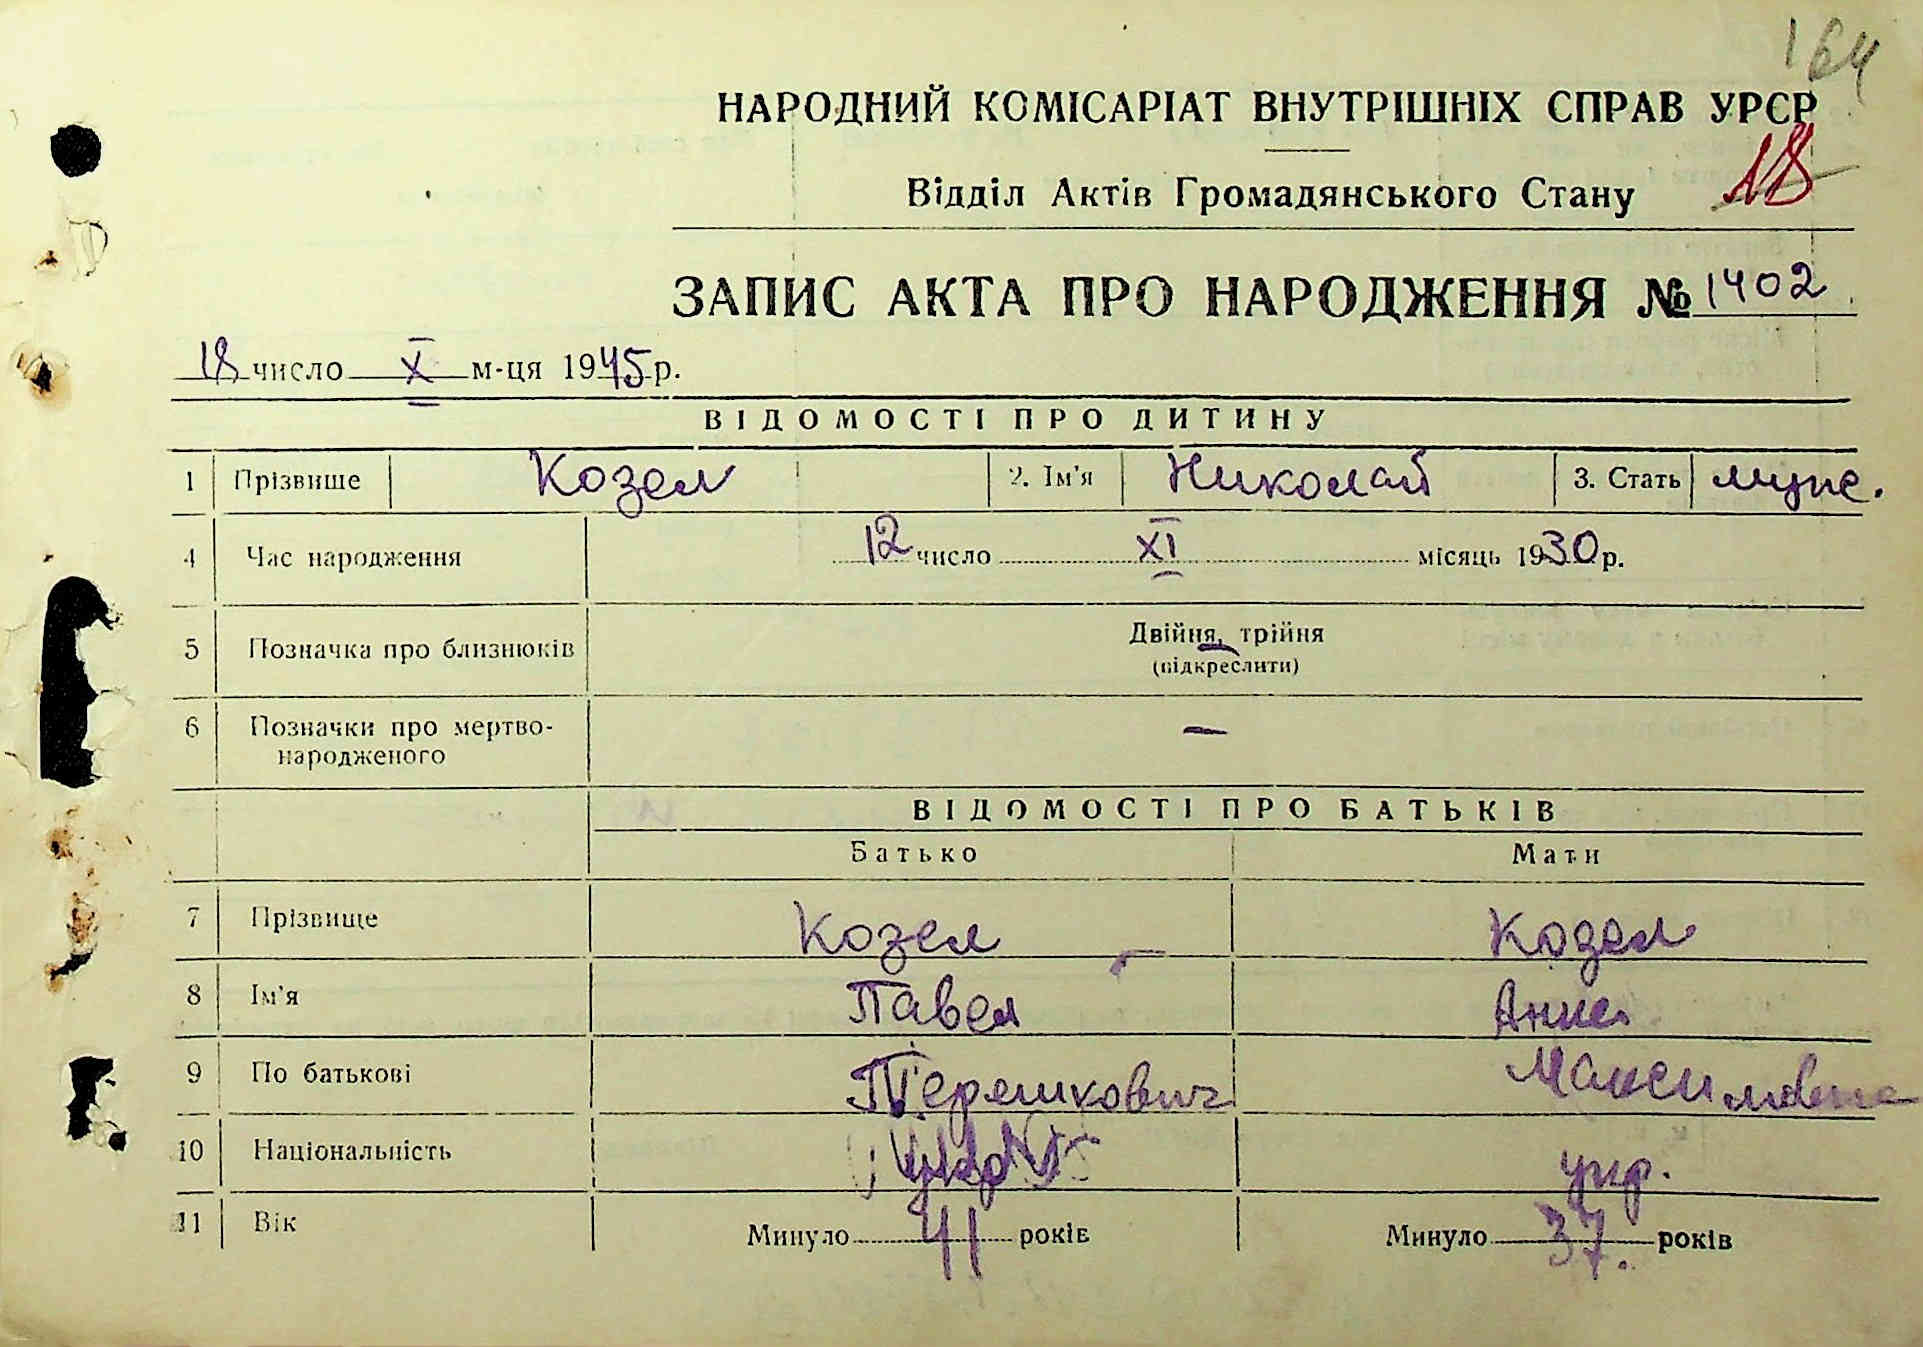 164
НАРОДНИЙ КОМІСАРІАТ ВНУТРІШНІХ СПРАВ УРСР
18
Відділ Актів Громадянського Стану
ЗАПИС АКТА ПРО НАРОДЖЕННЯ № 1402
18 число X м-ця 1945 р.
ВІДОМОСТІ ПРО ДИТИНУ
1 Прізвище Козел 2. Ім'я Николай 3. Стать муж.
4 Час народження 12 число XI місяць 1930 р.
5 Позначка про близнюків Двійня, трійня
(підкреслити)
6 Позначки про мертво-
народженого —
ВІДОМОСТІ ПРО БАТЬКІВ
Батько Мати
7 Прізвище Козел Козел
8 Ім'я Павел Анна
9 По батькові Терешкович Максимовна
10 Національність укр. укр.
11 Вік Минуло 41 років Минуло 37 років